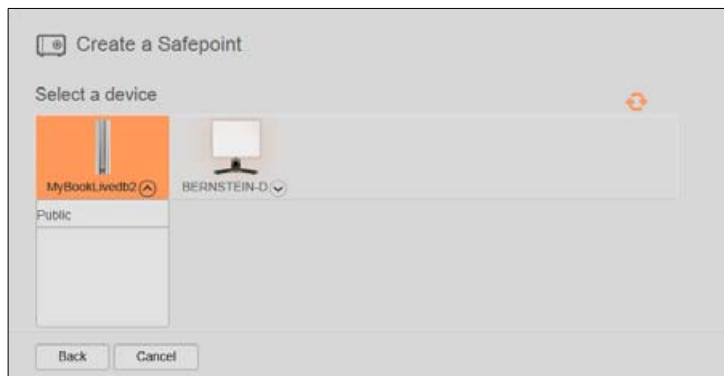 Create a Safepoint
Select a device
MyBookLivedb2 BERNSTEIN-D
Public
Back Cancel